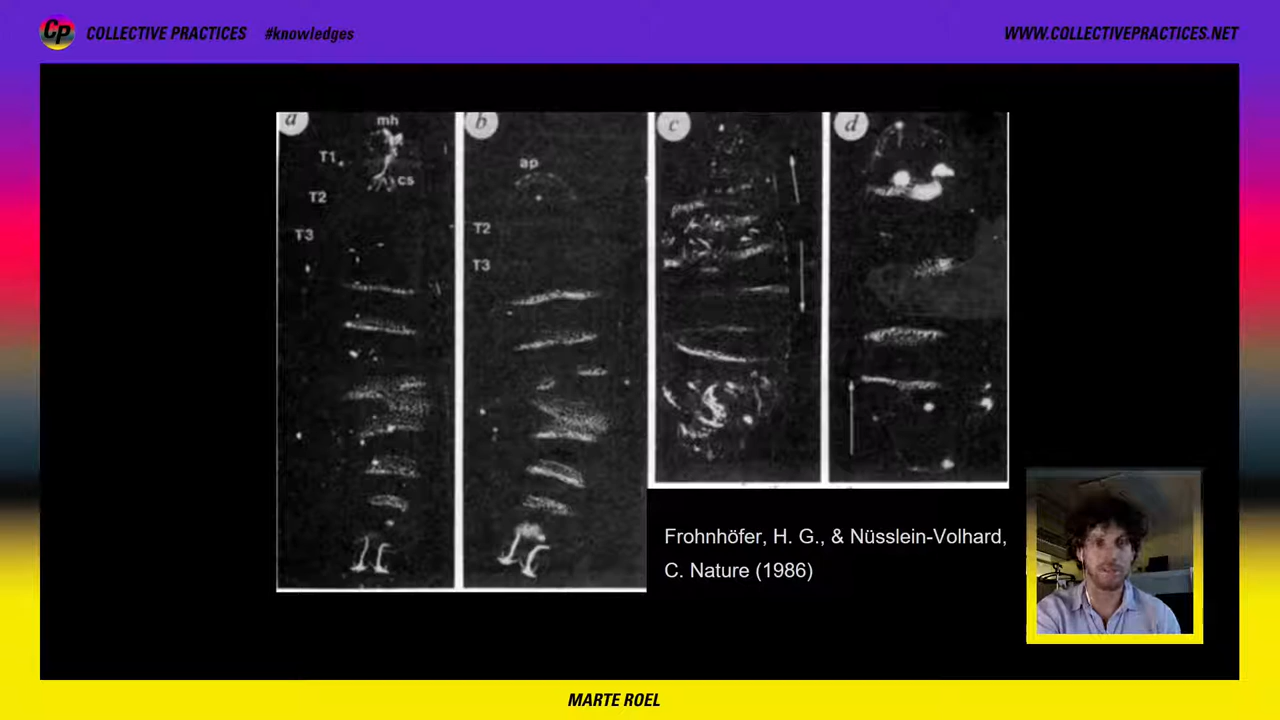 Cp COLLECTIVE PRACTICES #knowledges WWW.COLLECTIVEPRACTICES.NET
a b c d
mh
T1
cs
T2
T3
ap
T2
T3
Frohnhöfer, H. G., & Nüsslein-Volhard,
C. Nature (1986)
MARTE ROEL